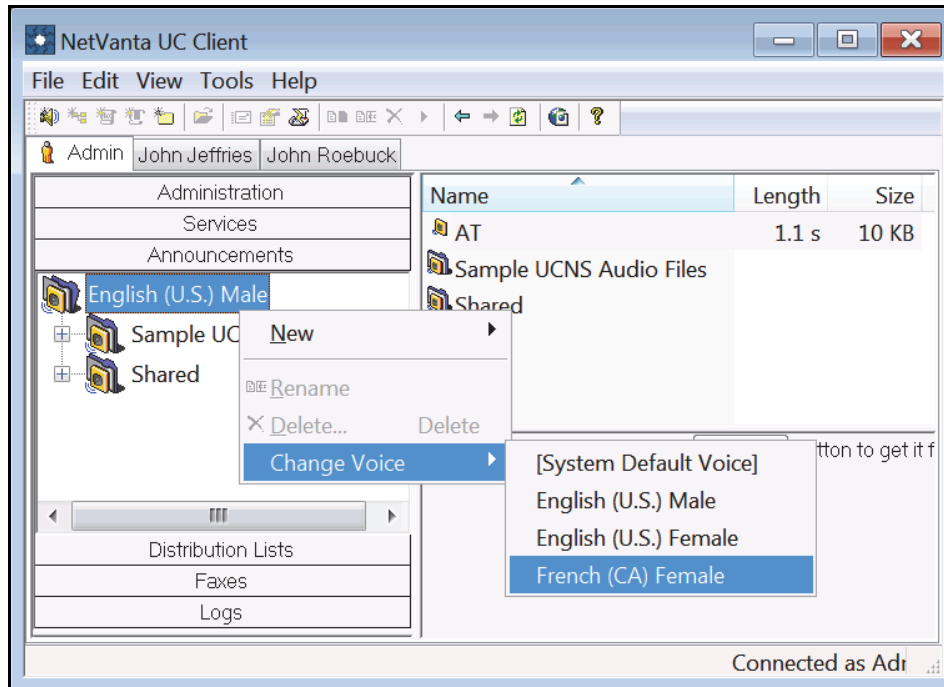 NetVanta UC Client
File Edit View Tools Help
Admin John Jeffries John Roebuck
Administration
Services
Announcements
English (U.S.) Male
Sample UC
Shared
Distribution Lists
Faxes
Logs
Name Length Size
AT 1.1 s 10 KB
Sample UCNS Audio Files
Shared
tton to get it f
New
Rename
Delete... Delete
Change Voice
[System Default Voice]
English (U.S.) Male
English (U.S.) Female
French (CA) Female
Connected as Adr